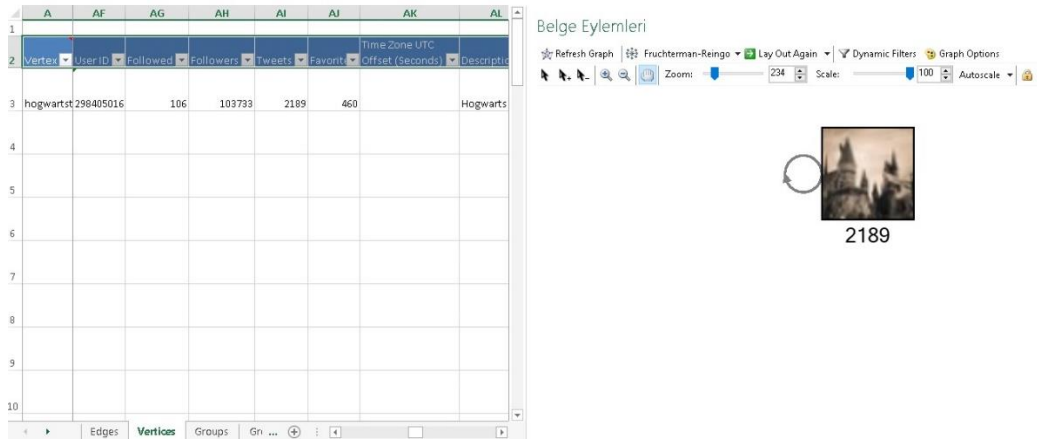 A AF AG AH AI AJ AK AL
1
Time Zone UTC
2 Vertex User ID Followed Followers Tweets Favorite Offset (Seconds) Descriptio
3 hogwartst 298405016 106 103733 2189 460 Hogwarts
4
5
6
7
8
9
10
Edges Vertices Groups Gr ...
Belge Eylemleri
Refresh Graph Fruchterman-Reingo Lay Out Again Dynamic Filters Graph Options
Zoom: 234 Scale: 100 Autoscale
2189